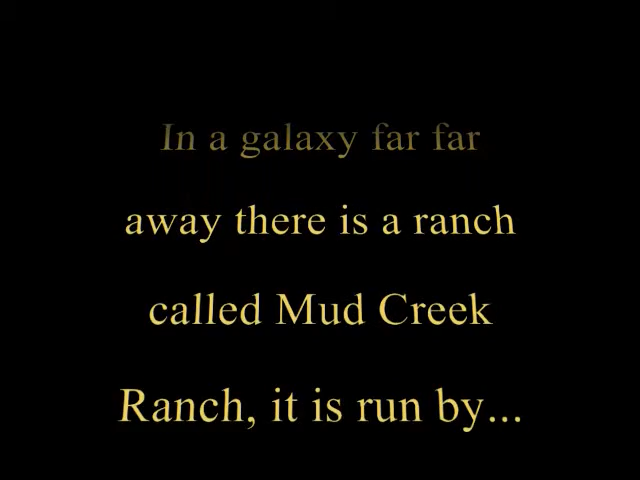 In a galaxy far far
away there is a ranch
called Mud Creek
Ranch, it is run by...